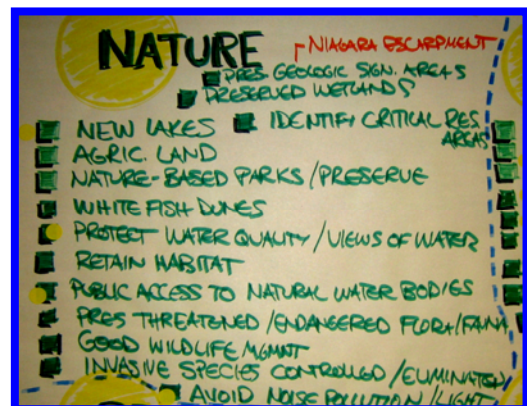 NATURE
NIAGARA ESCARPMENT
PRES GEOLOGIC SIGN. AREAS
PRESERVED WETLANDS
NEW LAKES
IDENTIFY CRITICAL RES. AREAS
AGRIC. LAND
NATURE-BASED PARKS/PRESERVE
WHITEFISH DUNES
PROTECT WATER QUALITY/VIEWS OF WATER
RETAIN HABITAT
PUBLIC ACCESS TO NATURAL WATER BODIES
PRES THREATENED/ENDANGERED FLORA/FAUNA
GOOD WILDLIFE MGMNT
INVASIVE SPECIES CONTROLLED/ELIMINATED
AVOID NOISE POLLUTION/LIGHT